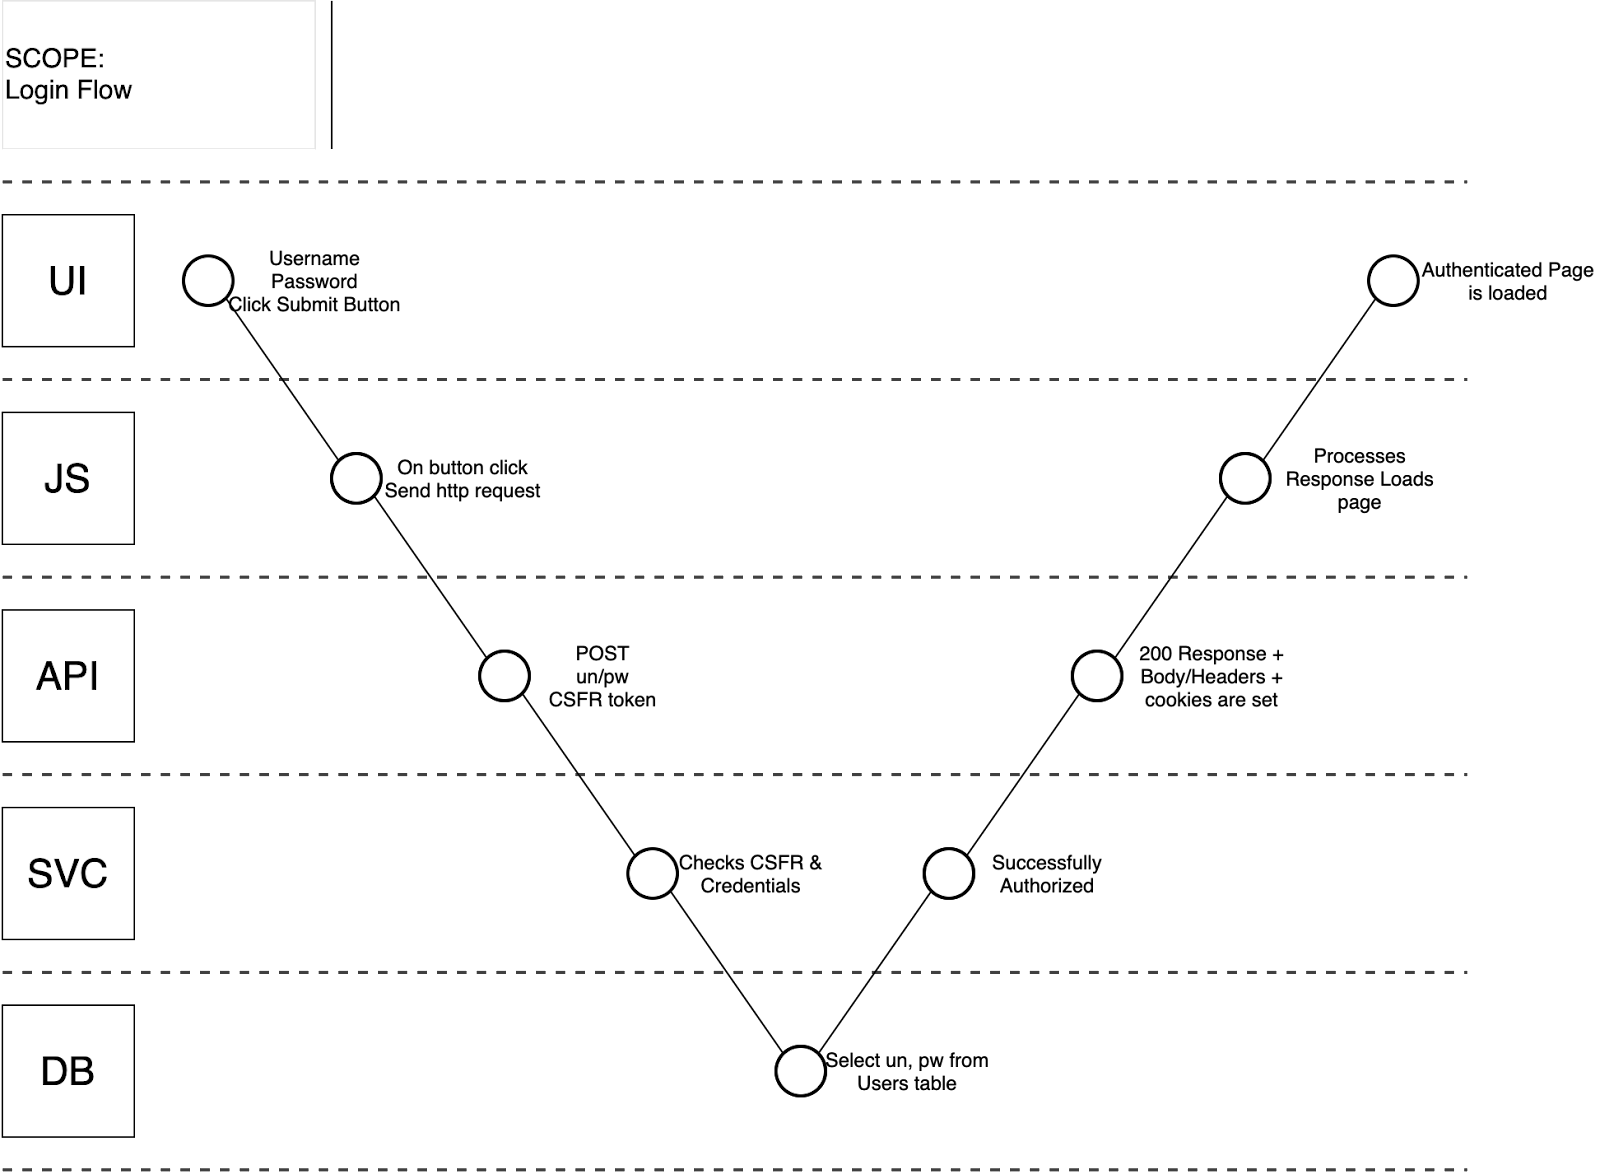 SCOPE:
Login Flow
UI
Username
Password
Click Submit Button
Authenticated Page
is loaded
JS
On button click
Send http request
Processes
Response Loads
page
API
POST
un/pw
CSFR token
200 Response +
Body/Headers +
cookies are set
SVC
Checks CSFR &
Credentials
Successfully
Authorized
DB
Select un, pw from
Users table